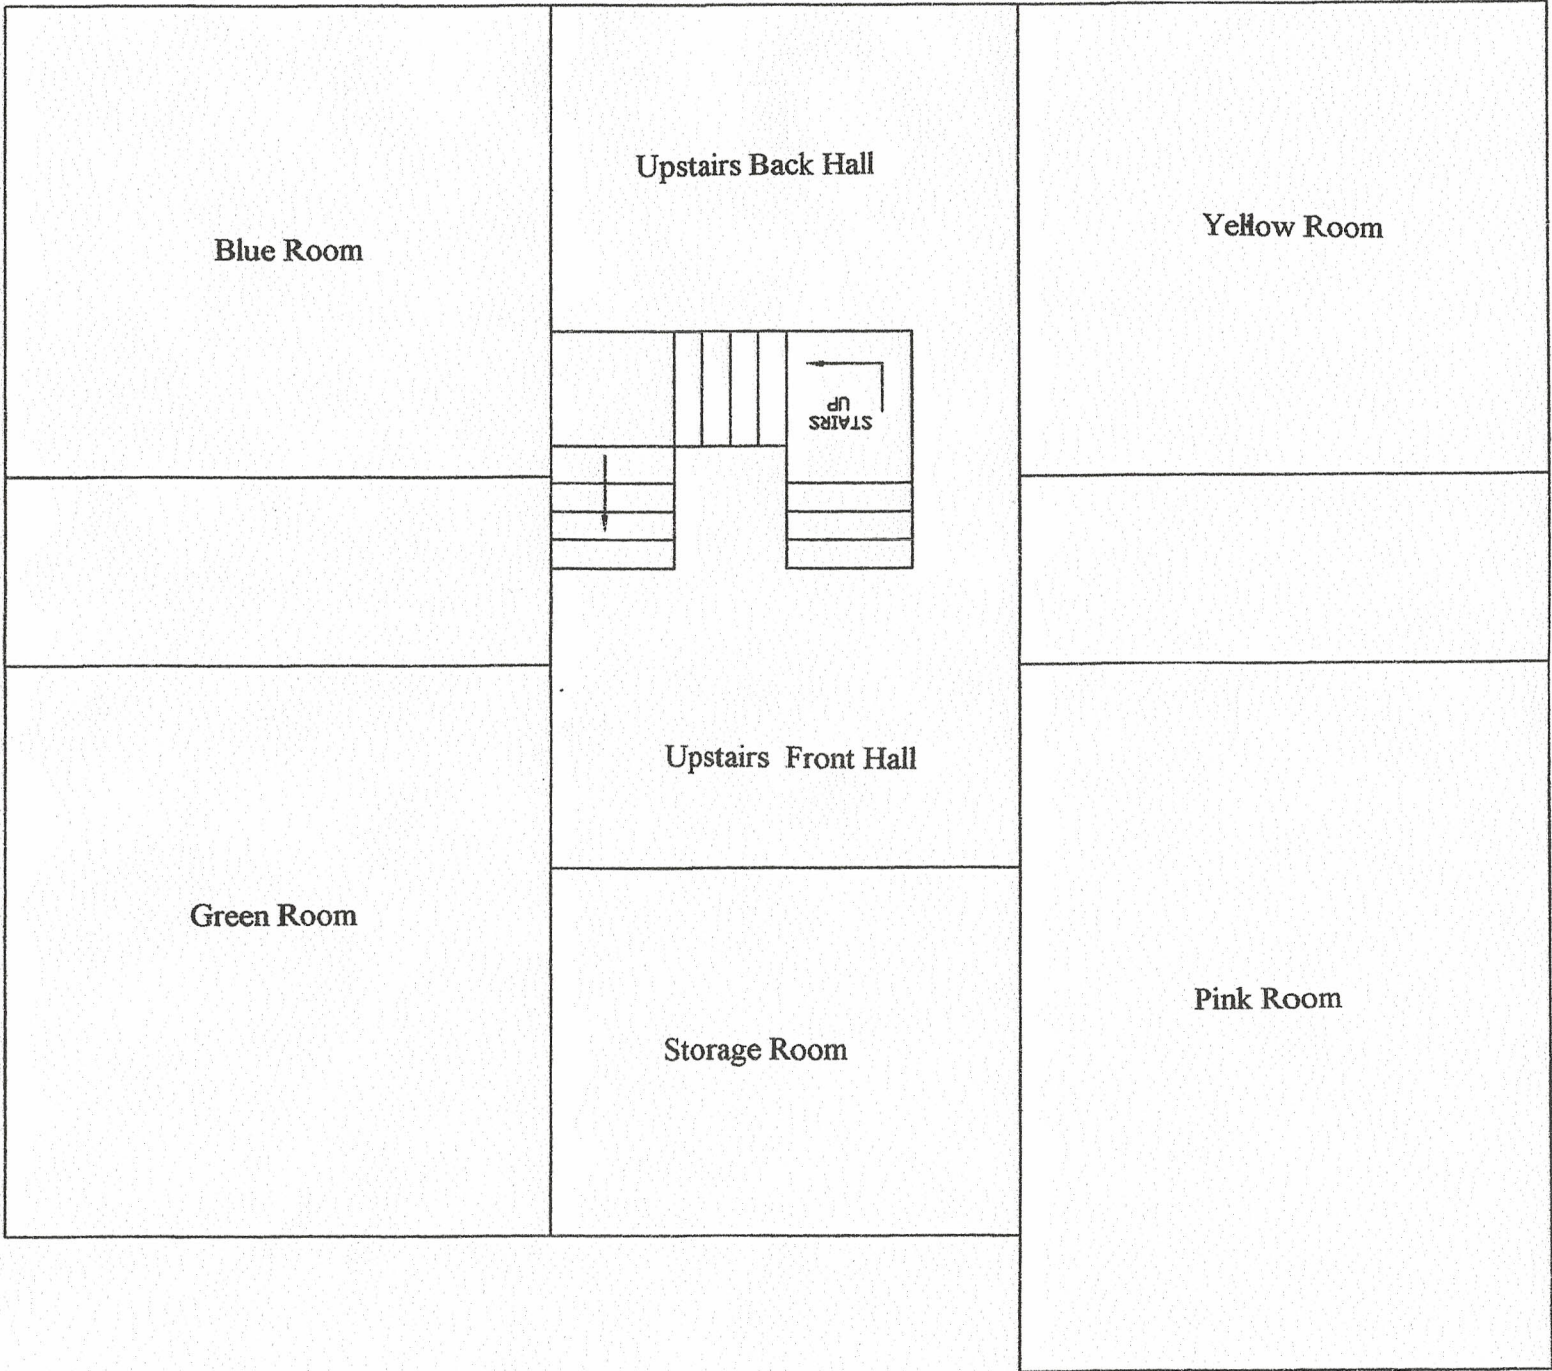 Upstairs Back Hall
Blue Room
Yellow Room
STAIRS
UP
Upstairs Front Hall
Green Room
Pink Room
Storage Room